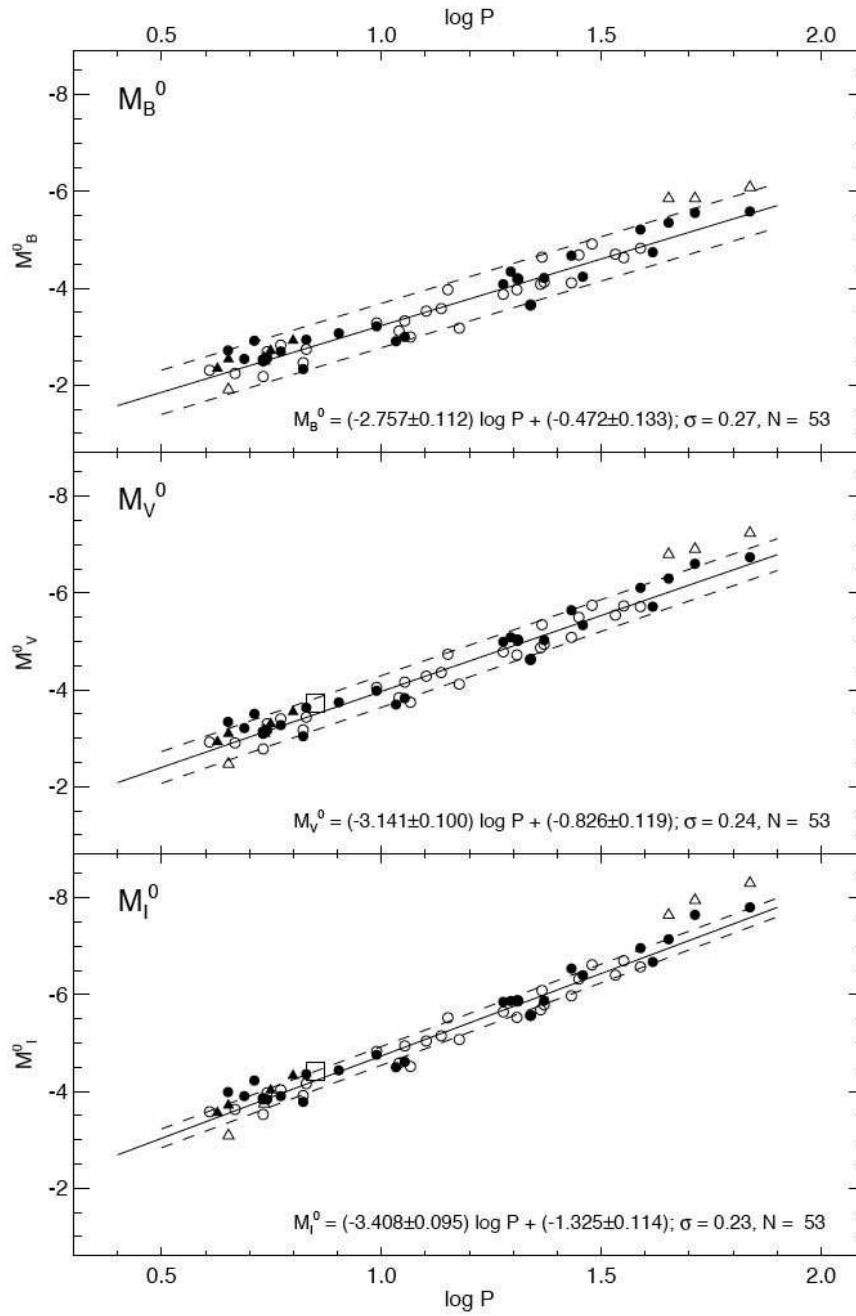 log P
0.5 1.0 1.5 2.0
M_B^0
-8
-6
M^0_B
-4
-2
M_B^0 = (-2.757±0.112) log P + (-0.472±0.133); σ = 0.27, N = 53
M_V^0
-8
-6
M^0_V
-4
-2
M_V^0 = (-3.141±0.100) log P + (-0.826±0.119); σ = 0.24, N = 53
M_I^0
-8
-6
M^0_I
-4
-2
M_I^0 = (-3.408±0.095) log P + (-1.325±0.114); σ = 0.23, N = 53
0.5 1.0 1.5 2.0
log P